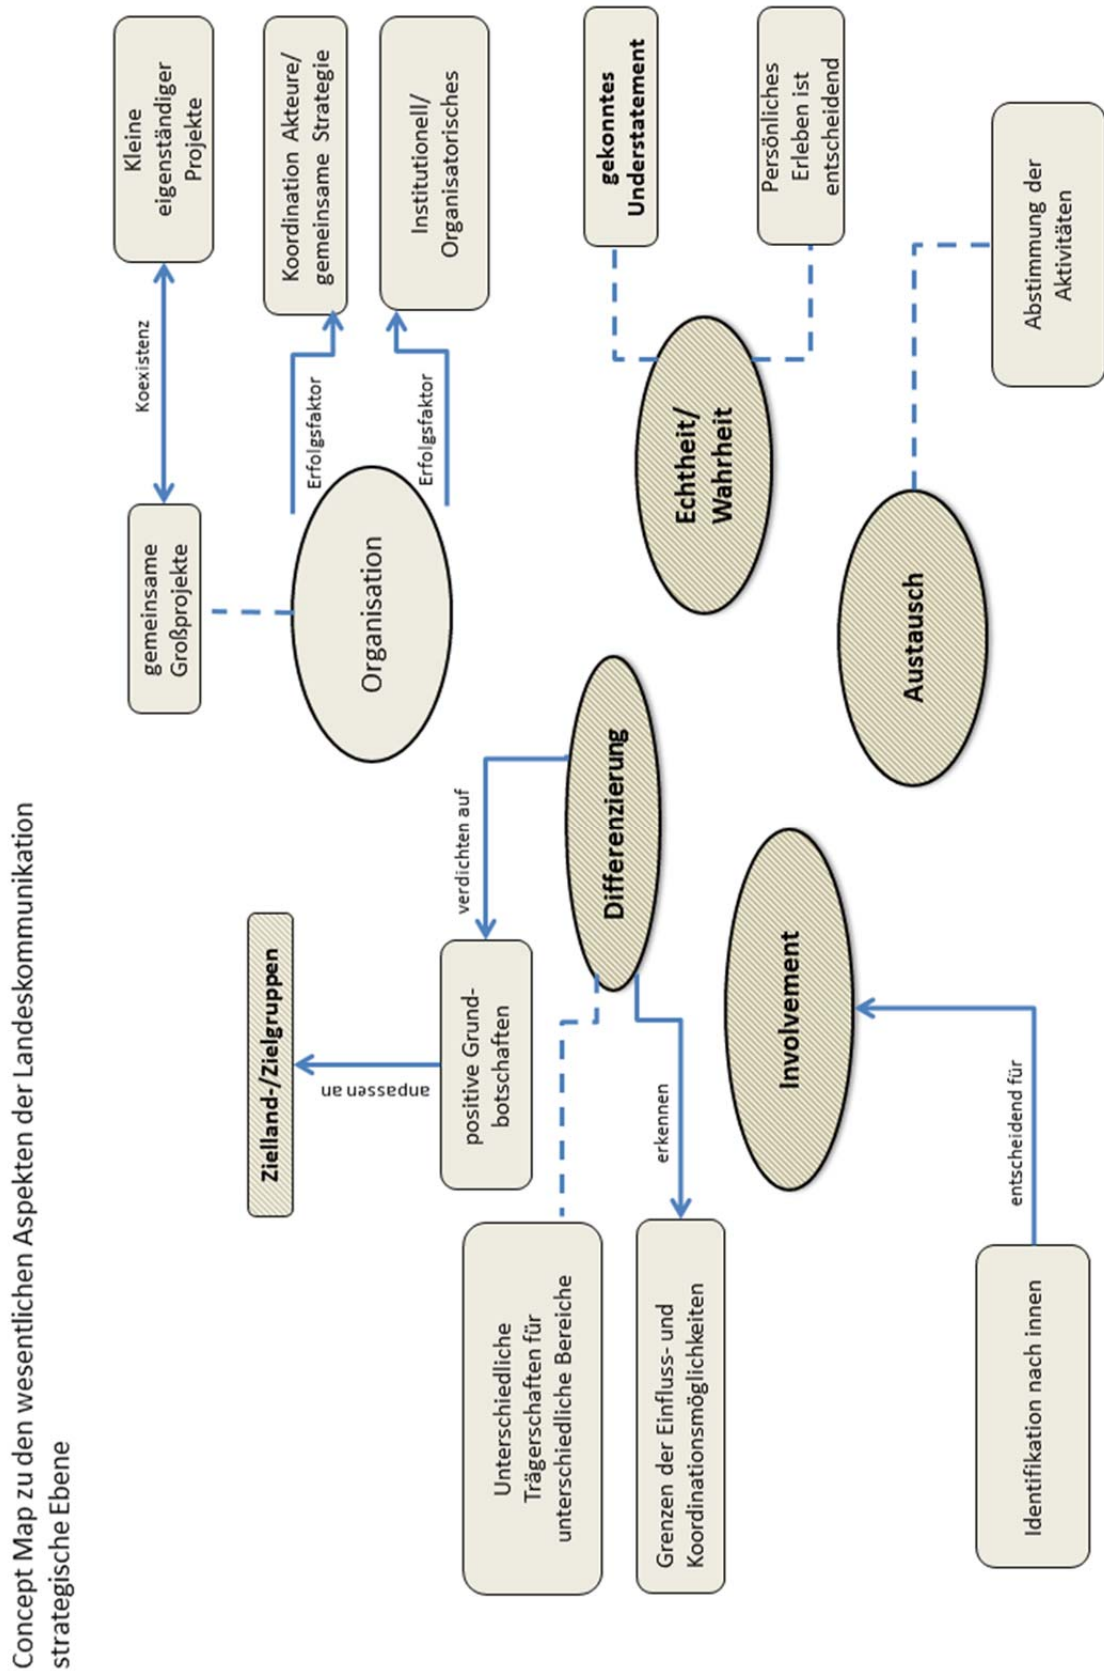 Concept Map zu den wesentlichen Aspekten der Landeskommunikation
strategische Ebene
gemeinsame
Großprojekte
Koexistenz
Kleine
eigenständiger
Projekte
Organisation
Erfolgsfaktor
Koordination Akteure/
gemeinsame Strategie
Erfolgsfaktor
Institutionell/
Organisatorisches
Zielland-/Zielgruppen
anpassen an
positive Grund-
botschaften
verdichten auf
Differenzierung
Unterschiedliche
Trägerschaften für
unterschiedliche Bereiche
erkennen
Grenzen der Einfluss- und
Koordinationsmöglichkeiten
Echtheit/
Wahrheit
gekonntes
Understatement
Persönliches
Erleben ist
entscheidend
Involvement
entscheidend für
Identifikation nach innen
Austausch
Abstimmung der
Aktivitäten